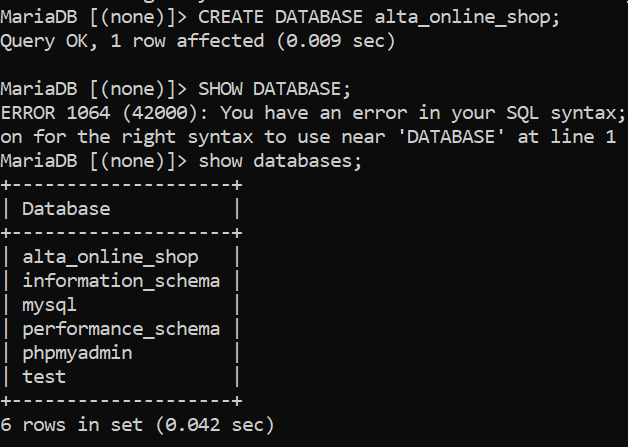 MariaDB [(none)]> CREATE DATABASE alta_online_shop;
Query OK, 1 row affected (0.009 sec)
MariaDB [(none)]> SHOW DATABASE;
ERROR 1064 (42000): You have an error in your SQL syntax;
on for the right syntax to use near 'DATABASE' at line 1
MariaDB [(none)]> show databases;
+--------------------+
| Database           |
+--------------------+
| alta_online_shop   |
| information_schema |
| mysql              |
| performance_schema |
| phpmyadmin         |
| test               |
+--------------------+
6 rows in set (0.042 sec)